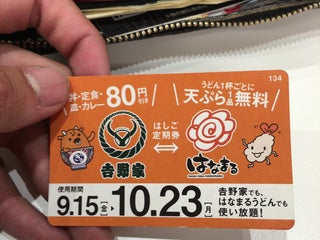 丼・定食・
皿・カレー
80円
引き
うどん1杯ごとに
天ぷら1品無料
134
はしご
定期券
吉野家
はなまる
使用期間
9.15[金]▶10.23[月]
吉野家でも、
はなまるうどんでも
使い放題!